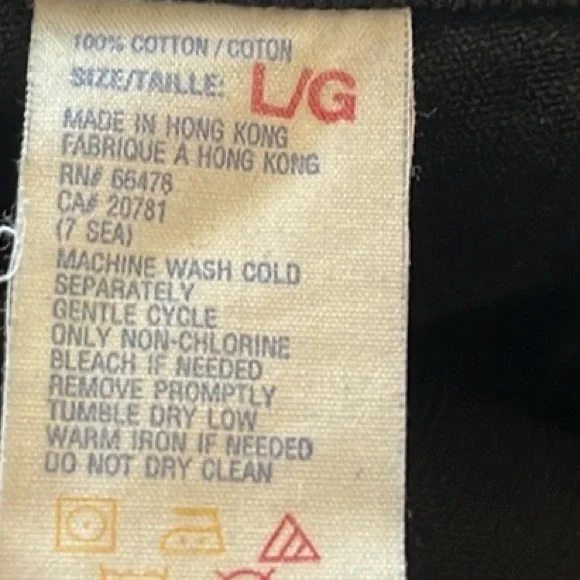 100% COTTON / COTON
SIZE/TAILLE: L/G
MADE IN HONG KONG
FABRIQUE A HONG KONG
RN# 66478
CA# 20781
(7 SEA)
MACHINE WASH COLD
SEPARATELY
GENTLE CYCLE
ONLY NON-CHLORINE
BLEACH IF NEEDED
REMOVE PROMPTLY
TUMBLE DRY LOW
WARM IRON IF NEEDED
DO NOT DRY CLEAN